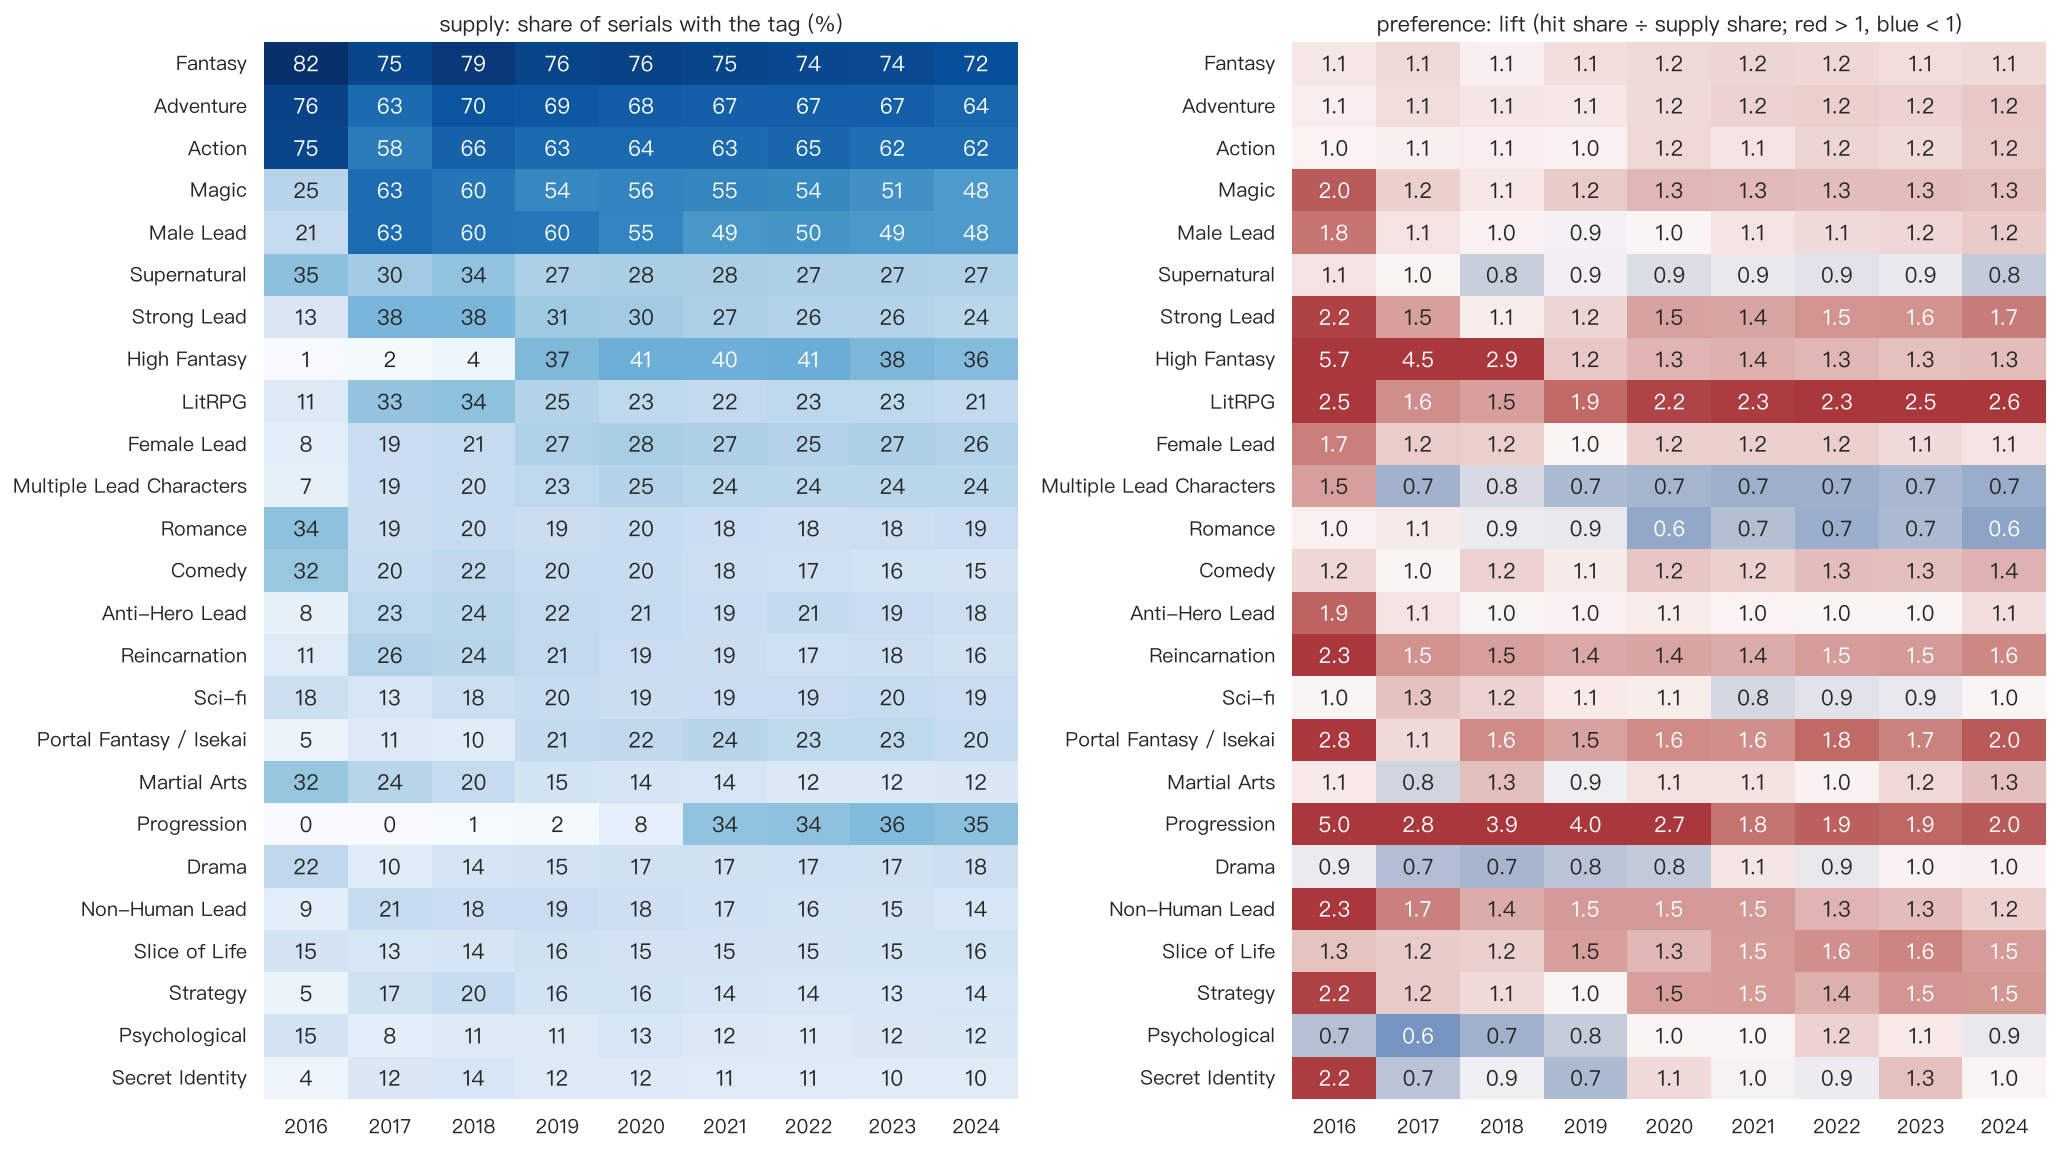 supply: share of serials with the tag (%)
Fantasy 82 75 79 76 76 75 74 74 72
Adventure 76 63 70 69 68 67 67 67 64
Action 75 58 66 63 64 63 65 62 62
Magic 25 63 60 54 56 55 54 51 48
Male Lead 21 63 60 60 55 49 50 49 48
Supernatural 35 30 34 27 28 28 27 27 27
Strong Lead 13 38 38 31 30 27 26 26 24
High Fantasy 1 2 4 37 41 40 41 38 36
LitRPG 11 33 34 25 23 22 23 23 21
Female Lead 8 19 21 27 28 27 25 27 26
Multiple Lead Characters 7 19 20 23 25 24 24 24 24
Romance 34 19 20 19 20 18 18 18 19
Comedy 32 20 22 20 20 18 17 16 15
Anti-Hero Lead 8 23 24 22 21 19 21 19 18
Reincarnation 11 26 24 21 19 19 17 18 16
Sci-fi 18 13 18 20 19 19 19 20 19
Portal Fantasy / Isekai 5 11 10 21 22 24 23 23 20
Martial Arts 32 24 20 15 14 14 12 12 12
Progression 0 0 1 2 8 34 34 36 35
Drama 22 10 14 15 17 17 17 17 18
Non-Human Lead 9 21 18 19 18 17 16 15 14
Slice of Life 15 13 14 16 15 15 15 15 16
Strategy 5 17 20 16 16 14 14 13 14
Psychological 15 8 11 11 13 12 11 12 12
Secret Identity 4 12 14 12 12 11 11 10 10
2016 2017 2018 2019 2020 2021 2022 2023 2024
preference: lift (hit share ÷ supply share; red > 1, blue < 1)
Fantasy 1.1 1.1 1.1 1.1 1.2 1.2 1.2 1.1 1.1
Adventure 1.1 1.1 1.1 1.1 1.2 1.2 1.2 1.2 1.2
Action 1.0 1.1 1.1 1.0 1.2 1.1 1.2 1.2 1.2
Magic 2.0 1.2 1.1 1.2 1.3 1.3 1.3 1.3 1.3
Male Lead 1.8 1.1 1.0 0.9 1.0 1.1 1.1 1.2 1.2
Supernatural 1.1 1.0 0.8 0.9 0.9 0.9 0.9 0.9 0.8
Strong Lead 2.2 1.5 1.1 1.2 1.5 1.4 1.5 1.6 1.7
High Fantasy 5.7 4.5 2.9 1.2 1.3 1.4 1.3 1.3 1.3
LitRPG 2.5 1.6 1.5 1.9 2.2 2.3 2.3 2.5 2.6
Female Lead 1.7 1.2 1.2 1.0 1.2 1.2 1.2 1.1 1.1
Multiple Lead Characters 1.5 0.7 0.8 0.7 0.7 0.7 0.7 0.7 0.7
Romance 1.0 1.1 0.9 0.9 0.6 0.7 0.7 0.7 0.6
Comedy 1.2 1.0 1.2 1.1 1.2 1.2 1.3 1.3 1.4
Anti-Hero Lead 1.9 1.1 1.0 1.0 1.1 1.0 1.0 1.0 1.1
Reincarnation 2.3 1.5 1.5 1.4 1.4 1.4 1.5 1.5 1.6
Sci-fi 1.0 1.3 1.2 1.1 1.1 0.8 0.9 0.9 1.0
Portal Fantasy / Isekai 2.8 1.1 1.6 1.5 1.6 1.6 1.8 1.7 2.0
Martial Arts 1.1 0.8 1.3 0.9 1.1 1.1 1.0 1.2 1.3
Progression 5.0 2.8 3.9 4.0 2.7 1.8 1.9 1.9 2.0
Drama 0.9 0.7 0.7 0.8 0.8 1.1 0.9 1.0 1.0
Non-Human Lead 2.3 1.7 1.4 1.5 1.5 1.5 1.3 1.3 1.2
Slice of Life 1.3 1.2 1.2 1.5 1.3 1.5 1.6 1.6 1.5
Strategy 2.2 1.2 1.1 1.0 1.5 1.5 1.4 1.5 1.5
Psychological 0.7 0.6 0.7 0.8 1.0 1.0 1.2 1.1 0.9
Secret Identity 2.2 0.7 0.9 0.7 1.1 1.0 0.9 1.3 1.0
2016 2017 2018 2019 2020 2021 2022 2023 2024